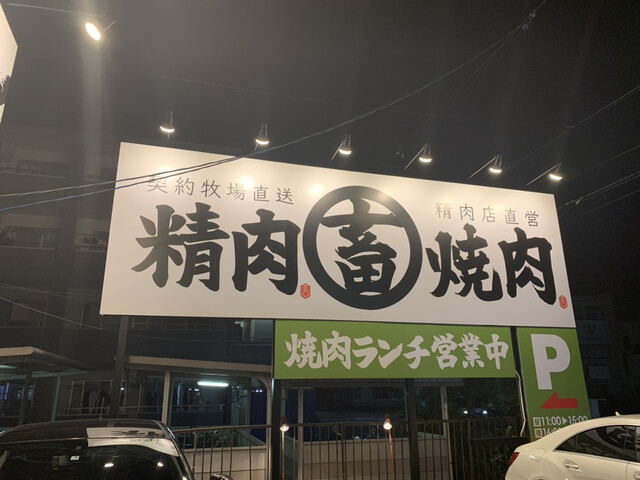 契約牧場直送
精肉店直営
精肉 畜 焼肉
焼肉ランチ営業中
P
11:00▶15:00